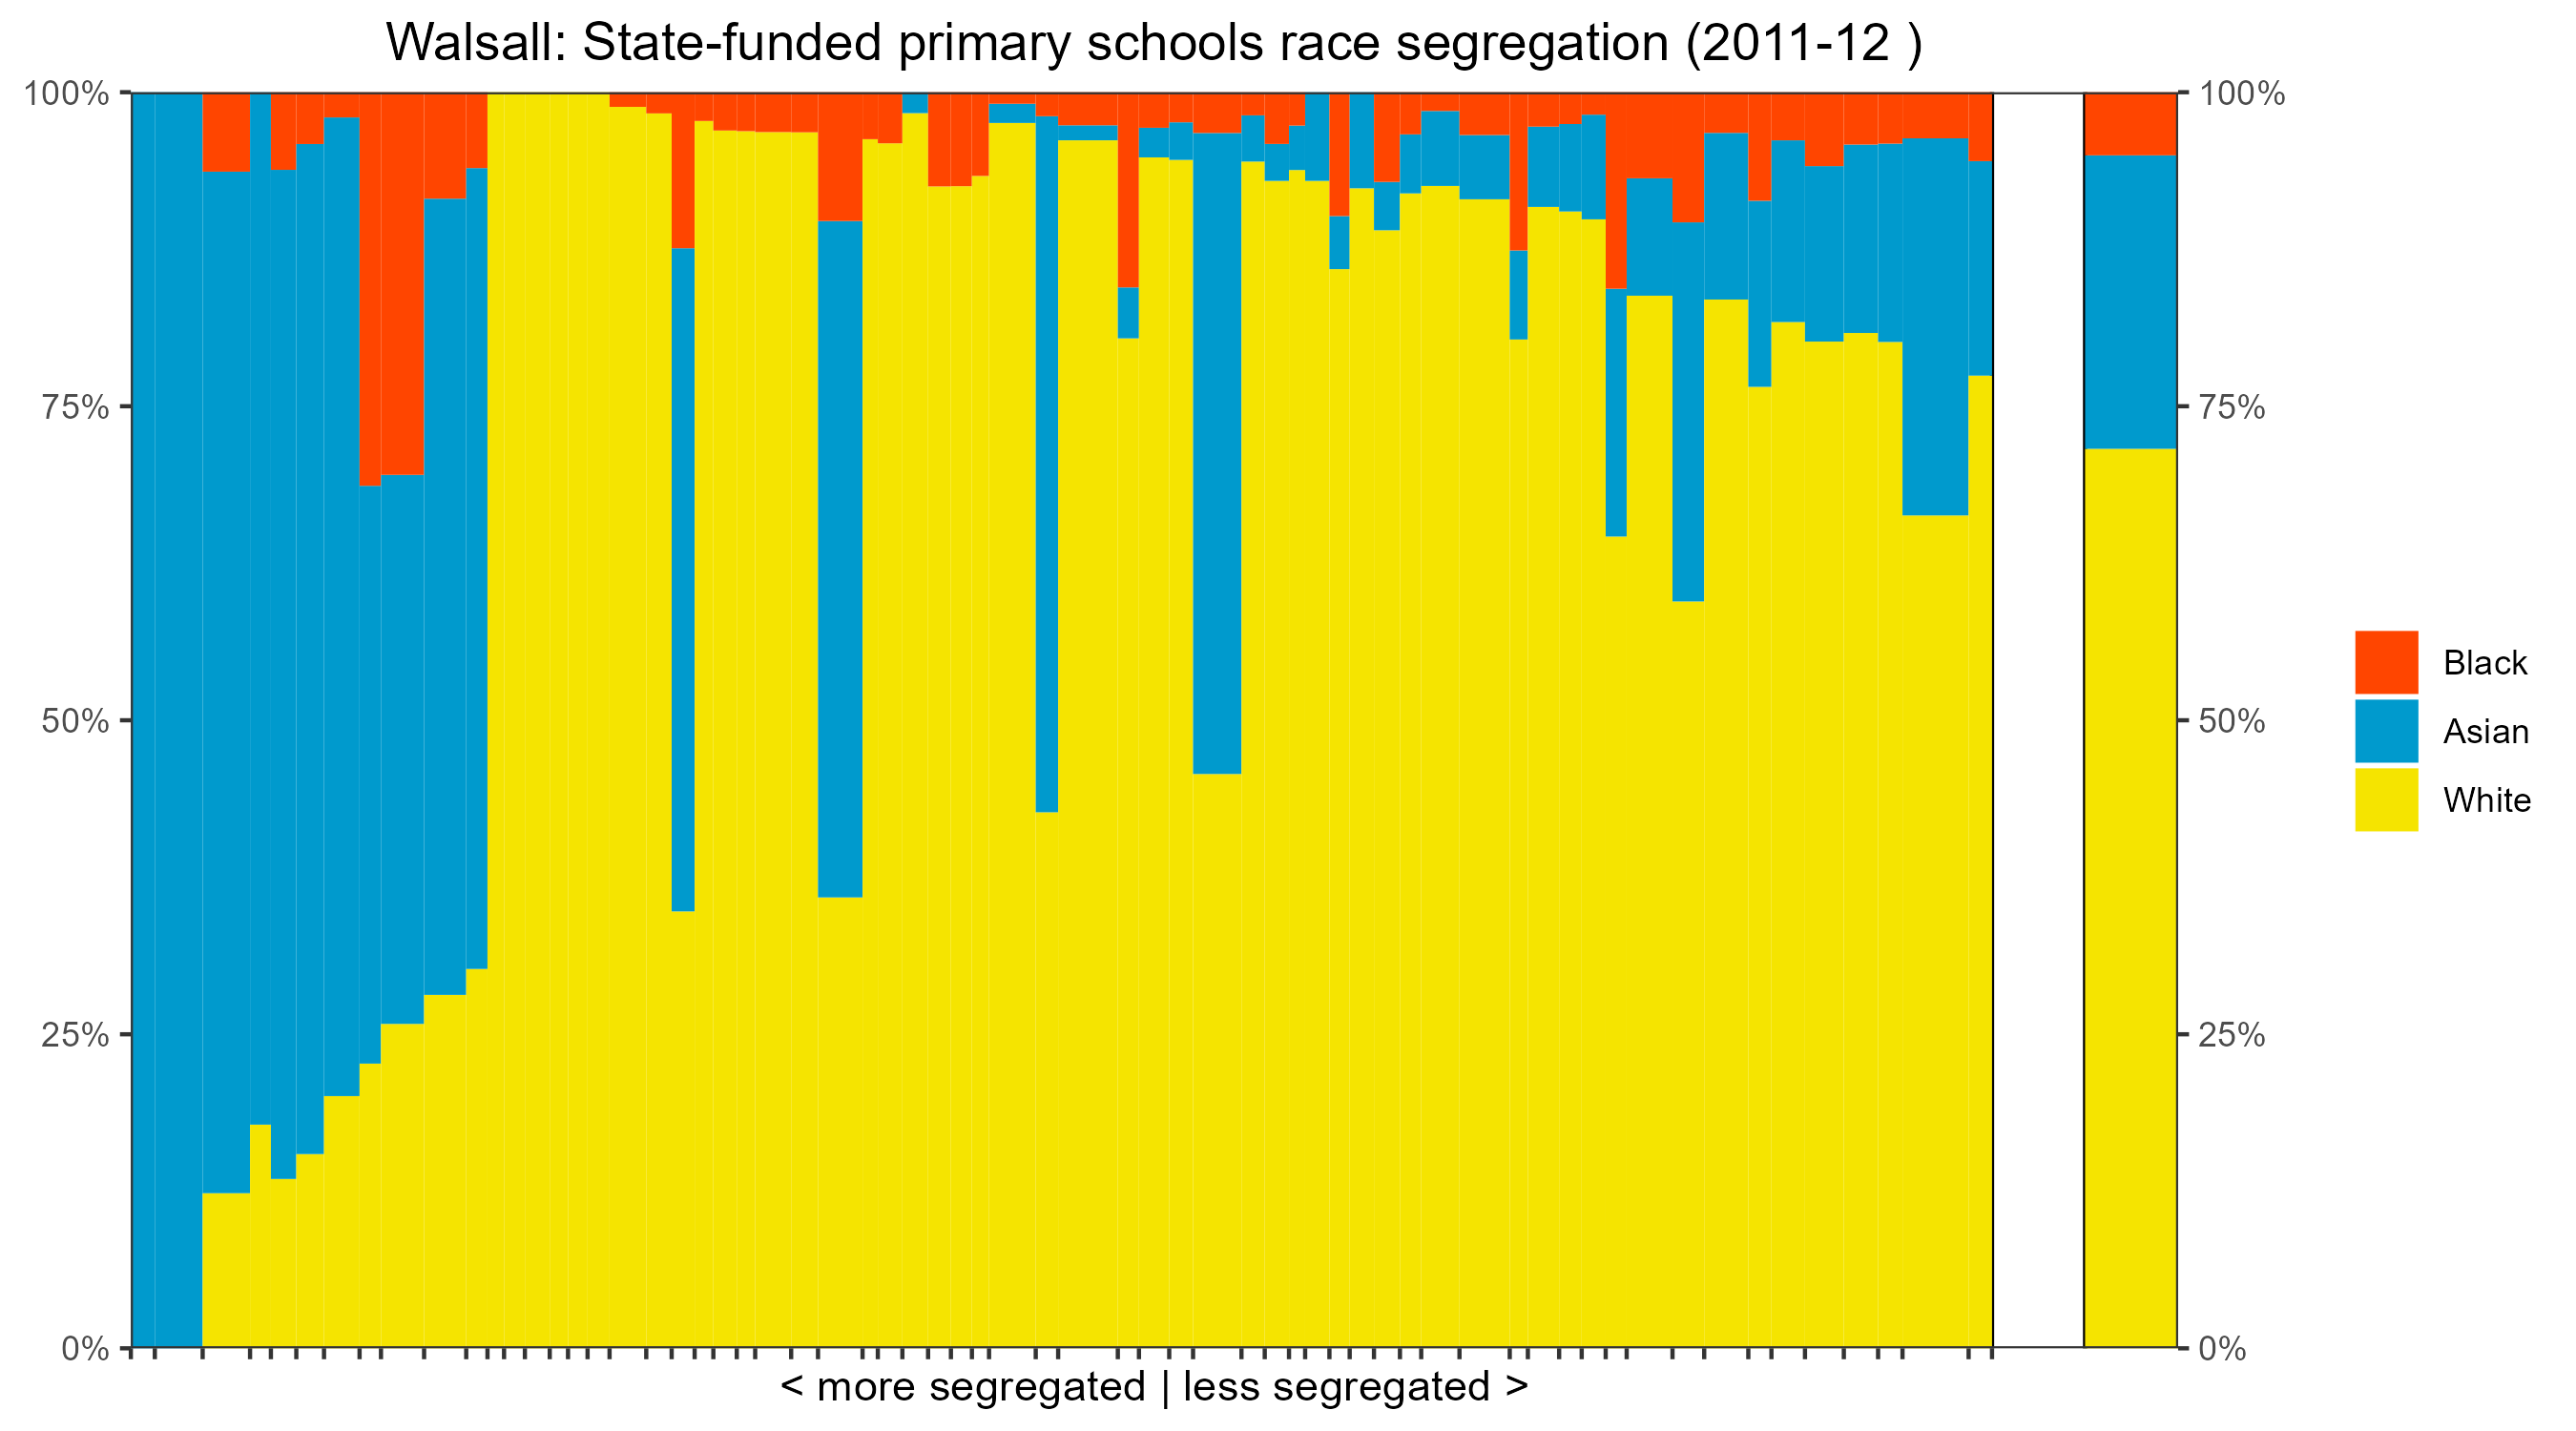 Walsall: State-funded primary schools race segregation (2011-12 )
100%
75%
50%
25%
0%
100%
75%
50%
25%
0%
Black
Asian
White
< more segregated | less segregated >